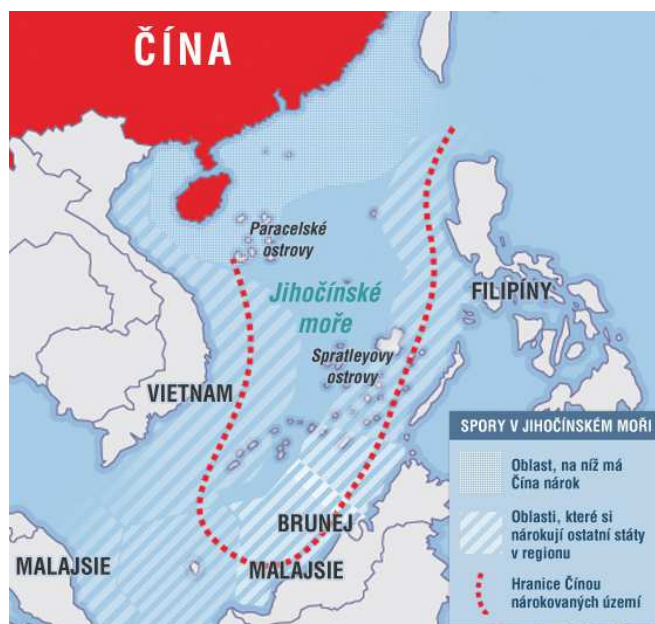 ČÍNA
Paracelské
ostrovy
Jihočínské
moře
FILIPÍNY
Spratleyovy
ostrovy
VIETNAM
BRUNEJ
MALAJSIE
MALAJSIE
SPORY V JIHOČÍNSKÉM MOŘI
Oblast, na níž má
Čína nárok
Oblasti, které si
nárokují ostatní státy
v regionu
Hranice Čínou
nárokovaných území